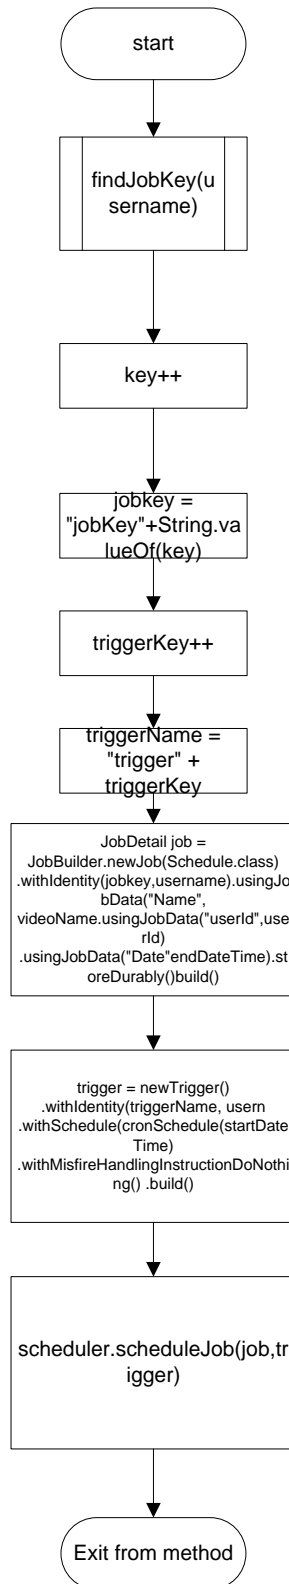 start
findJobKey(u
sername)
key++
jobkey =
"jobKey"+String.va
lueOf(key)
triggerKey++
triggerName =
"trigger" +
triggerKey
JobDetail job =
JobBuilder.newJob(Schedule.class)
.withIdentity(jobkey,username).usingJo
bData("Name",
videoName.usingJobData("userId",use
rId)
.usingJobData("Date"endDateTime).st
oreDurably()build()
trigger = newTrigger()
.withIdentity(triggerName, usern
.withSchedule(cronSchedule(startDate
Time)
.withMisfireHandlingInstructionDoNothi
ng() .build()
scheduler.scheduleJob(job,tr
igger)
Exit from method